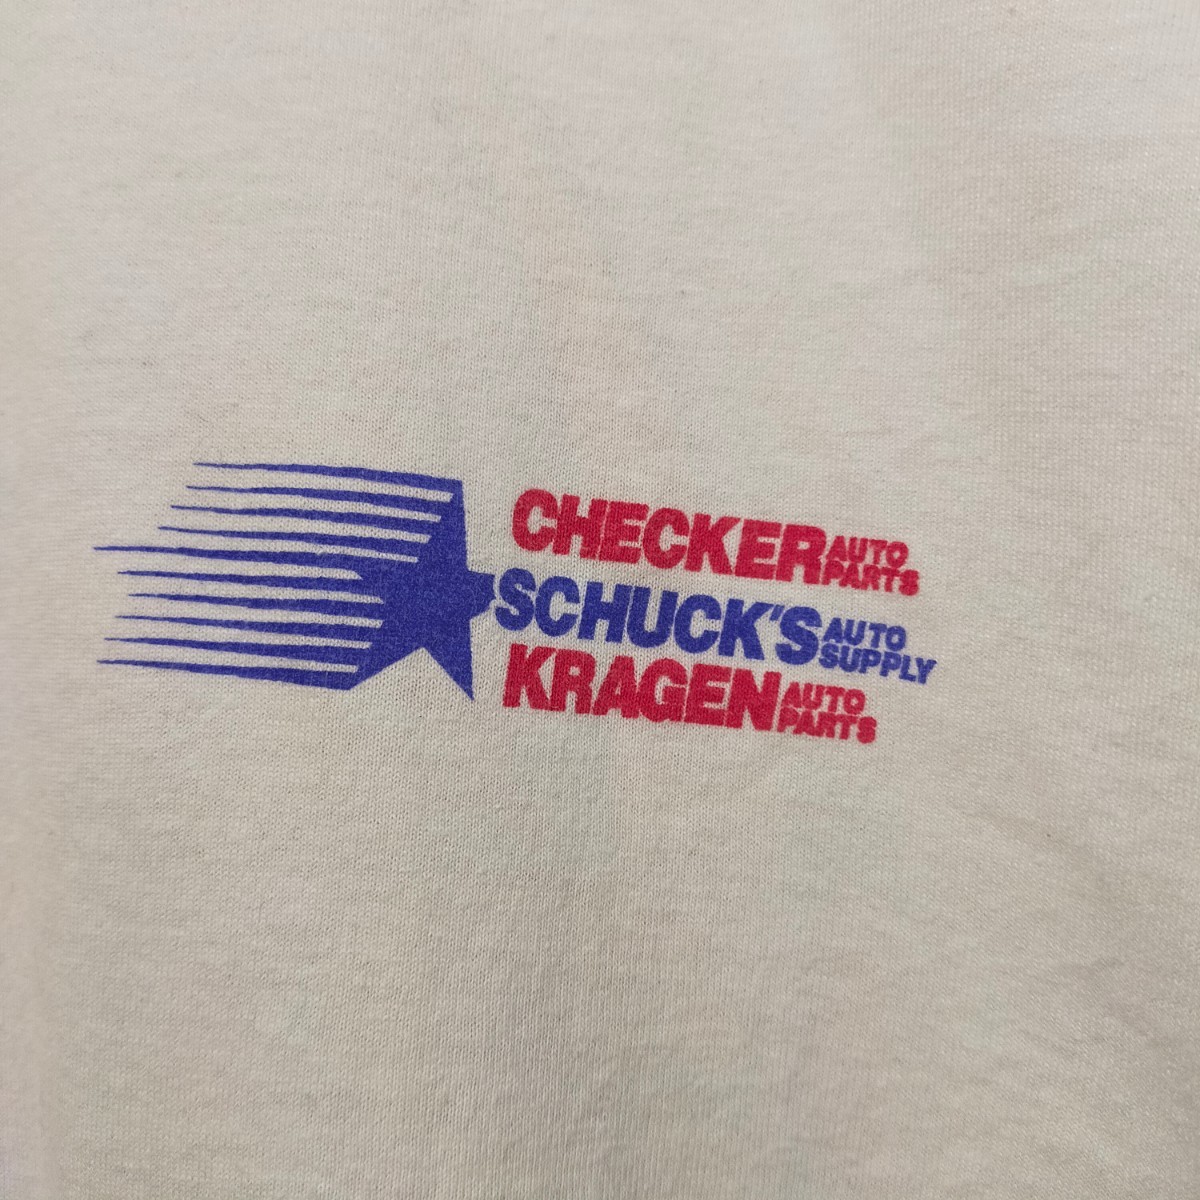 CHECKER AUTO PARTS
SCHUCK'S AUTO SUPPLY
KRAGEN AUTO PARTS